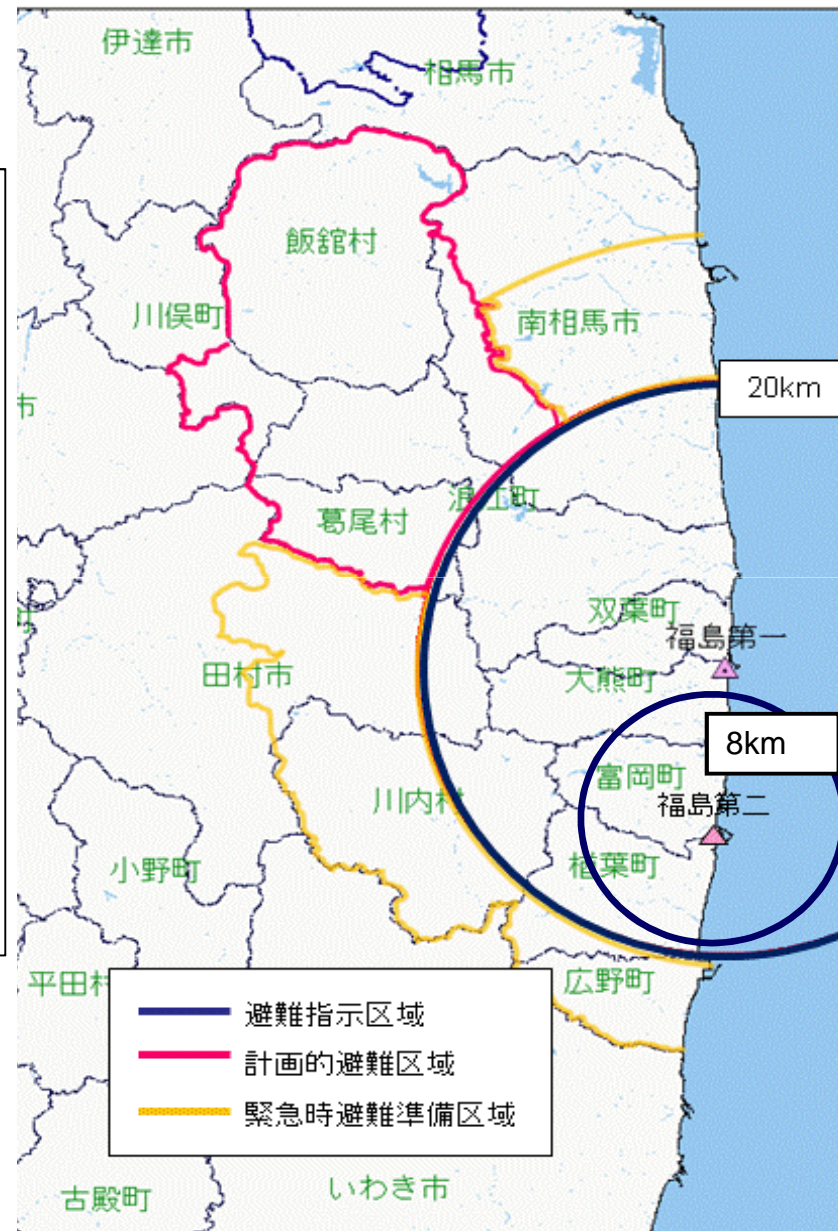 伊達市
相馬市
飯舘村
川俣町
南相馬市
20km
市
浪江町
葛尾村
双葉町
福島第一
田村市
大熊町
8km
富岡町
川内村
福島第二
小野町
楢葉町
平田村
広野町
避難指示区域
計画的避難区域
緊急時避難準備区域
いわき市
古殿町